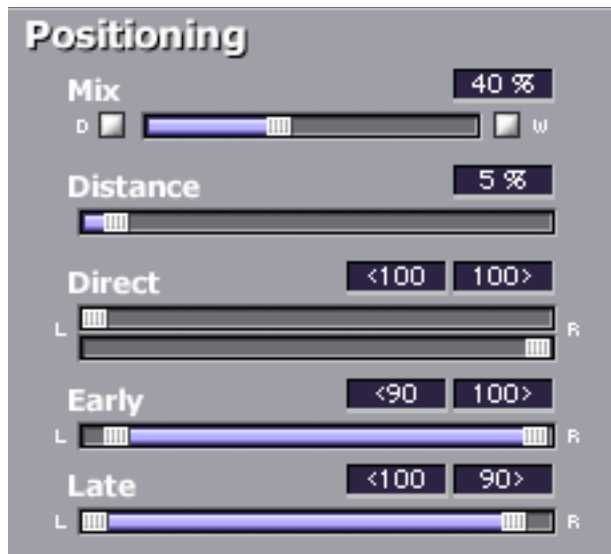 Positioning
Mix 40 %
D W
Distance 5 %
Direct <100 100>
L R
Early <90 100>
L R
Late <100 90>
L R